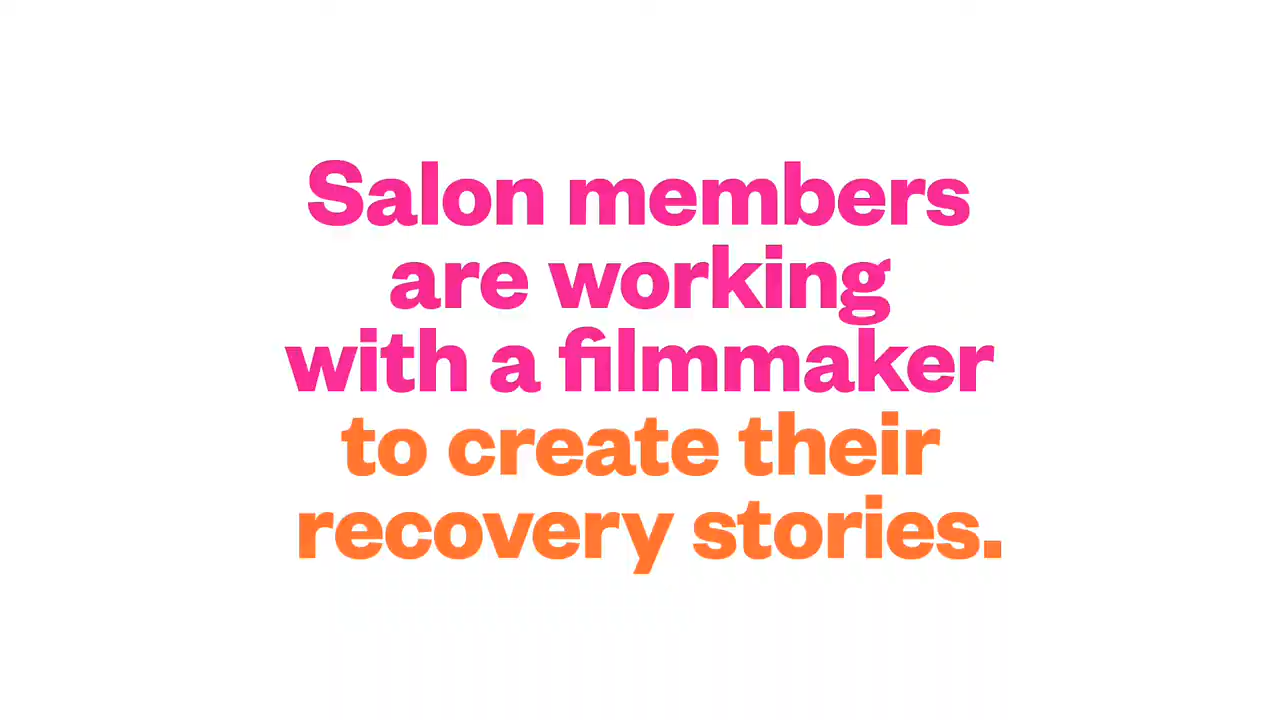 Salon members
are working
with a filmmaker
to create their
recovery stories.